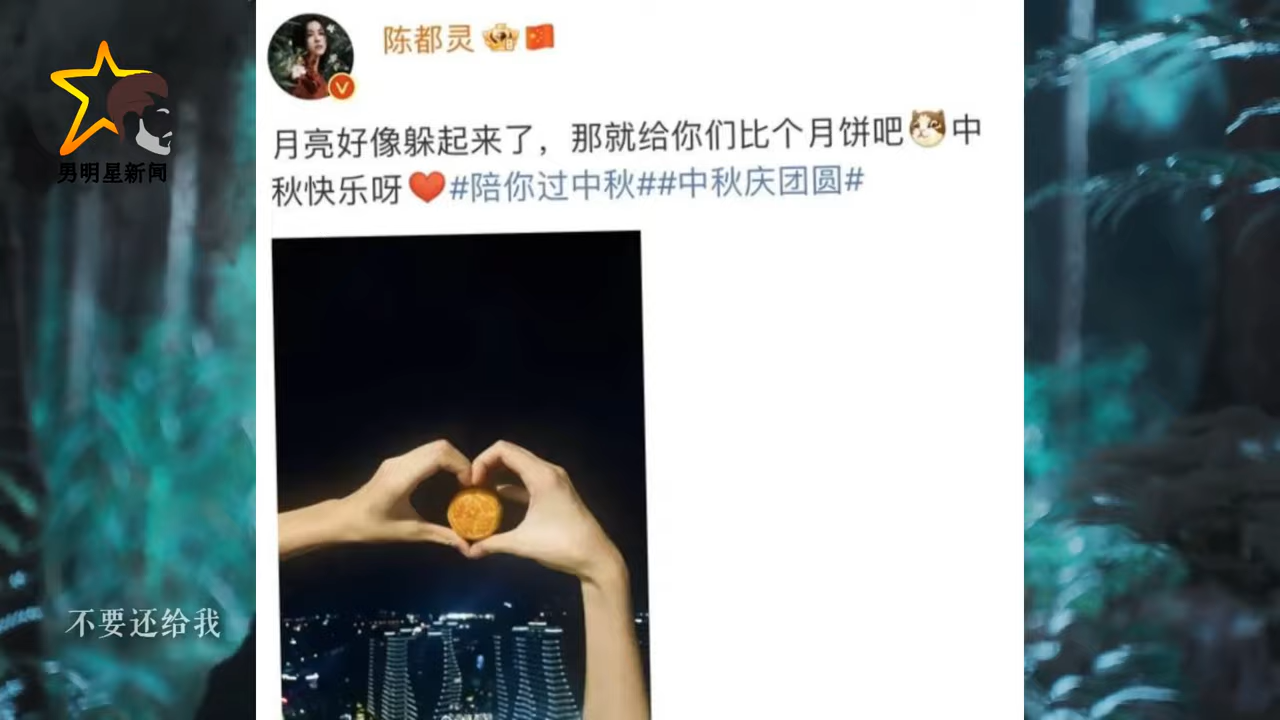 陈都灵
月亮好像躲起来了，那就给你们比个月饼吧中
秋快乐呀#陪你过中秋##中秋庆团圆#
男明星新闻
不要还给我